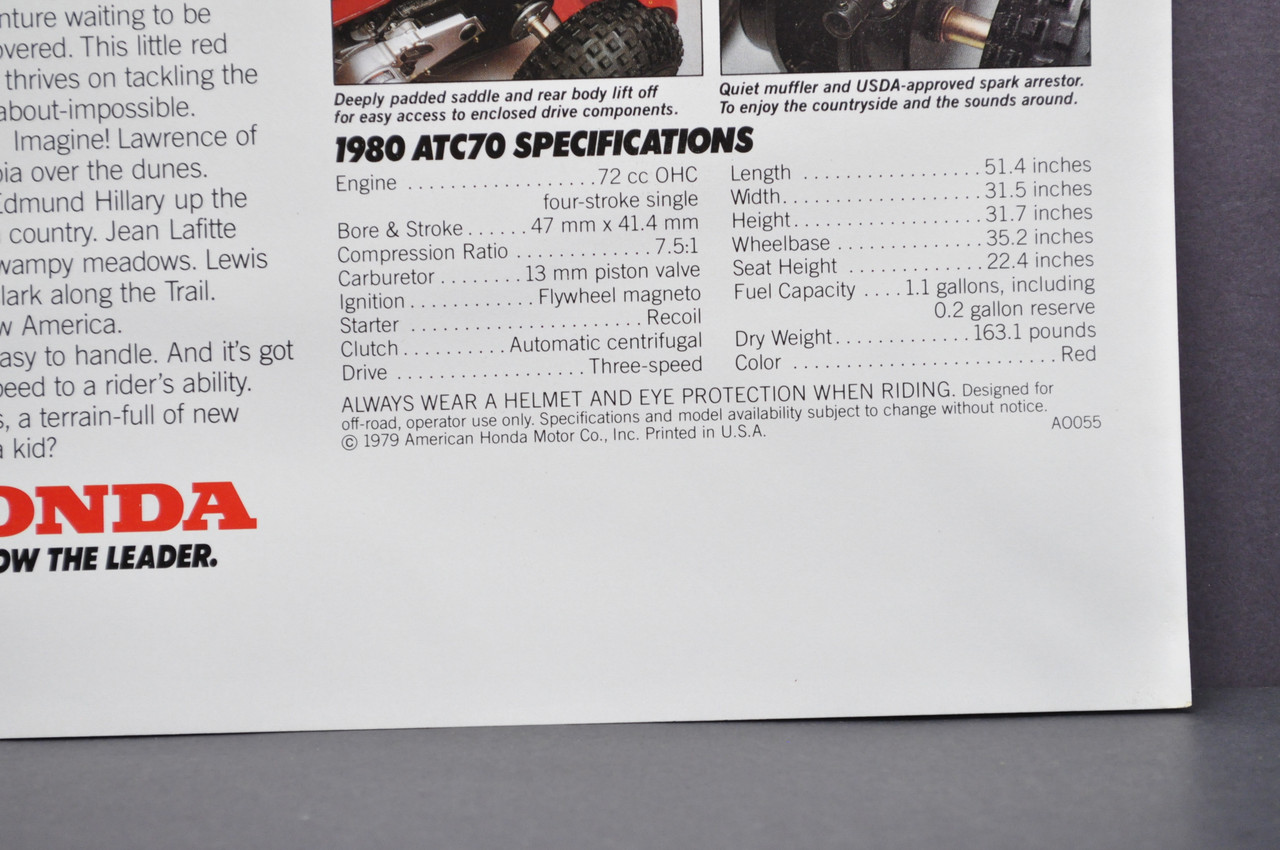 nture waiting to be
overed. This little red
thrives on tackling the
about-impossible.
Imagine! Lawrence of
bia over the dunes.
Edmund Hillary up the
country. Jean Lafitte
wampy meadows. Lewis
lark along the Trail.
w America.
asy to handle. And it's got
peed to a rider's ability.
s, a terrain-full of new
a kid?
ONDA
OW THE LEADER.
Deeply padded saddle and rear body lift off
for easy access to enclosed drive components.
Quiet muffler and USDA-approved spark arrestor.
To enjoy the countryside and the sounds around.
1980 ATC70 SPECIFICATIONS
Engine ..................72 cc OHC
four-stroke single
Bore & Stroke ...... 47 mm x 41.4 mm
Compression Ratio ............. 7.5:1
Carburetor ........ 13 mm piston valve
Ignition ............ Flywheel magneto
Starter ...................... Recoil
Clutch .......... Automatic centrifugal
Drive ................. Three-speed
Length ................. 51.4 inches
Width................... 31.5 inches
Height.................. 31.7 inches
Wheelbase .............. 35.2 inches
Seat Height ............. 22.4 inches
Fuel Capacity .... 1.1 gallons, including
0.2 gallon reserve
Dry Weight............. 163.1 pounds
Color .......................... Red
ALWAYS WEAR A HELMET AND EYE PROTECTION WHEN RIDING. Designed for
off-road, operator use only. Specifications and model availability subject to change without notice.
© 1979 American Honda Motor Co., Inc. Printed in U.S.A.
A0055